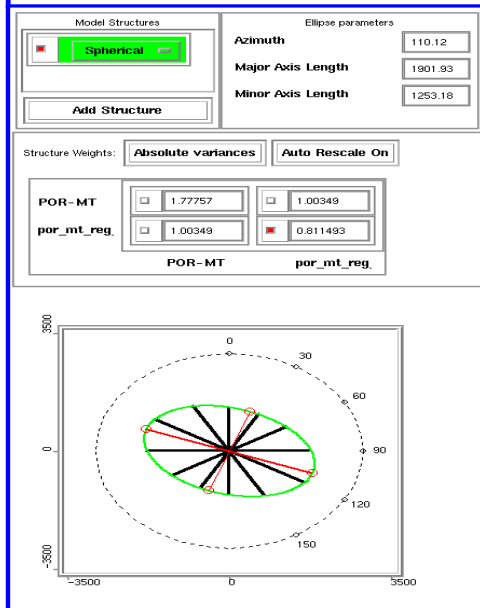 Model Structures
Spherical
Add Structure
Ellipse parameters
Azimuth 110.12
Major Axis Length 1901.93
Minor Axis Length 1253.18
Structure Weights: Absolute variances Auto Rescale On
POR-MT 1.77757 1.00349
por_mt_reg. 1.00349 0.811493
POR-MT por_mt_reg.
3500
0
-3500
0
30
60
90
120
150
-3500 0 3500